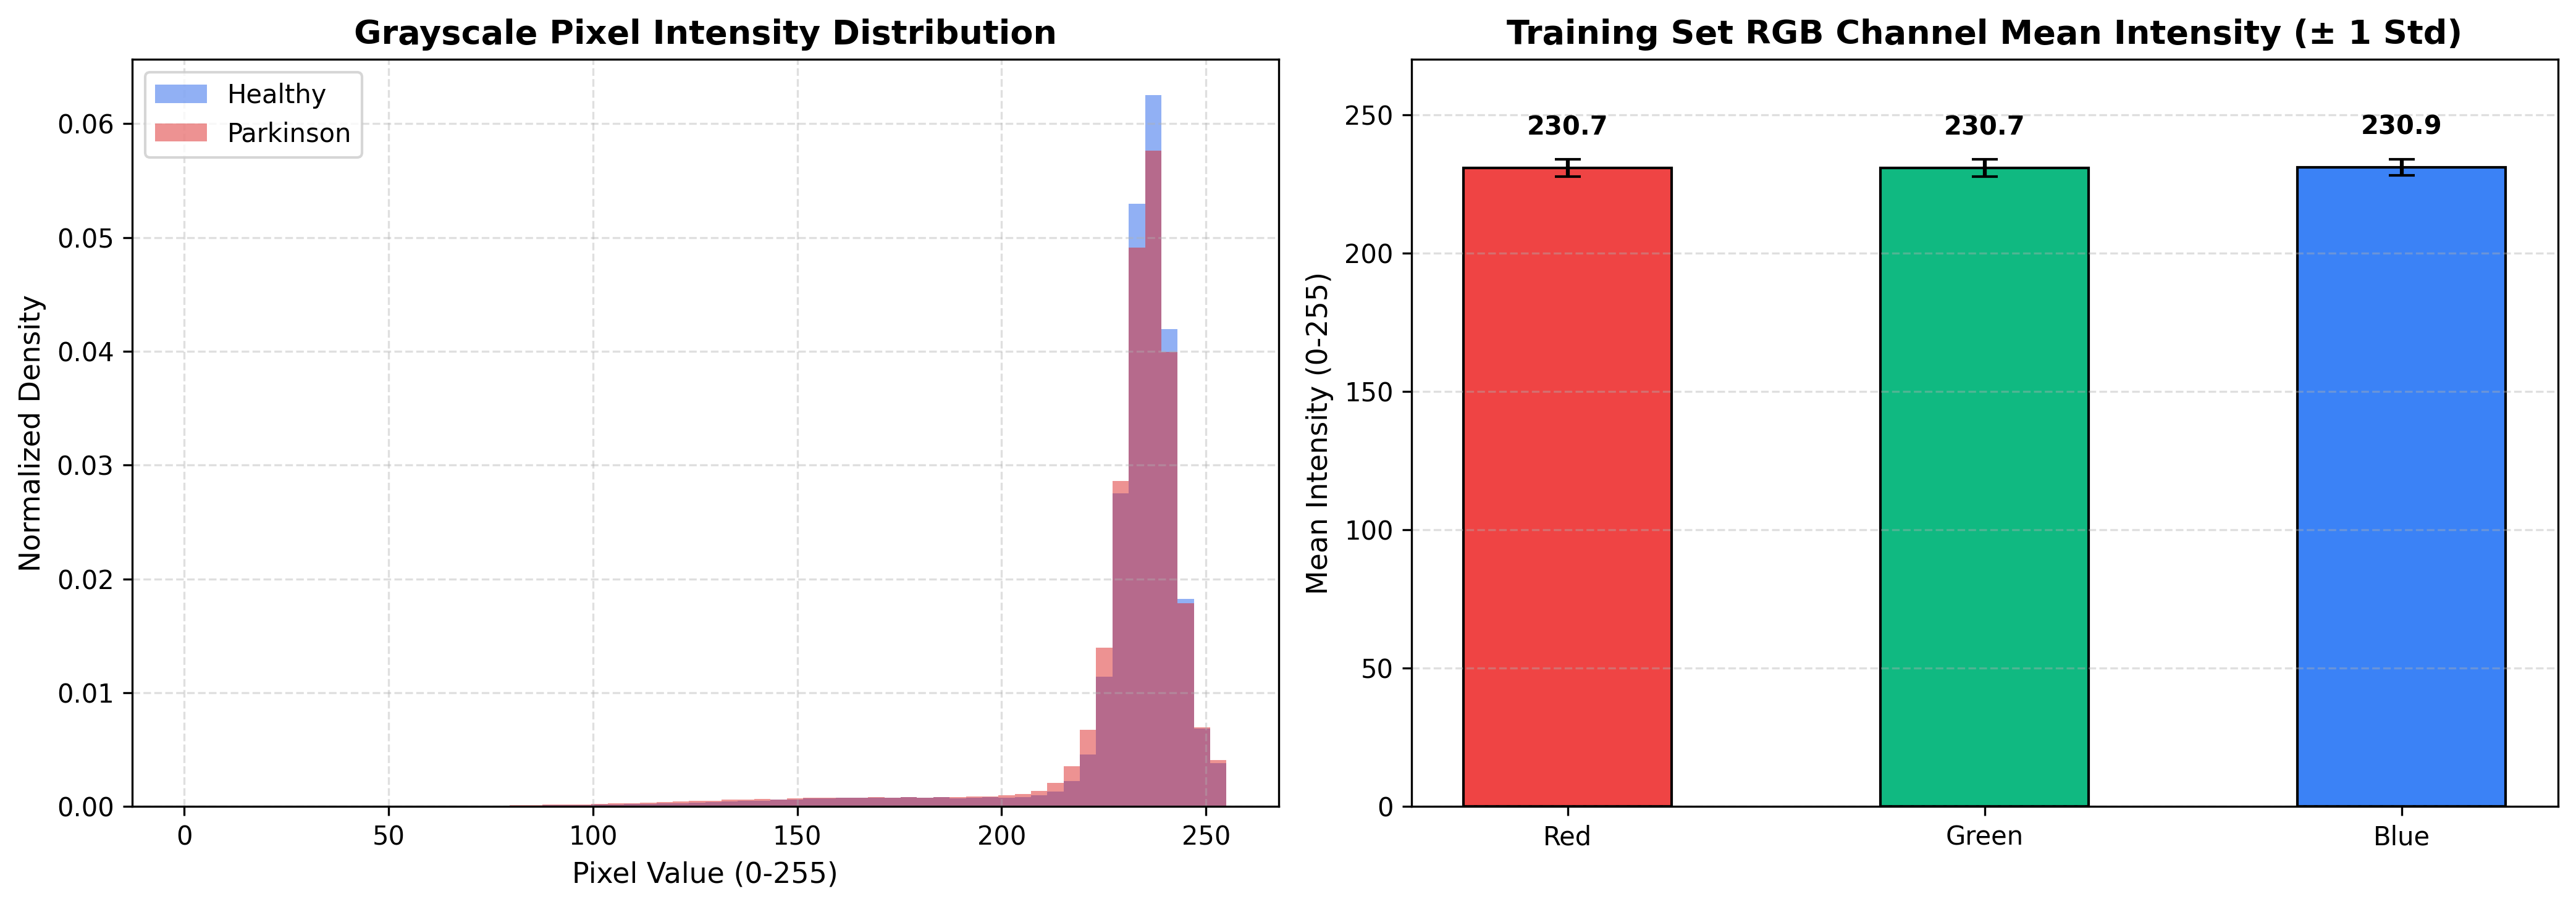 Grayscale Pixel Intensity Distribution
Healthy
Parkinson
0.06
0.05
0.04
0.03
0.02
0.01
0.00
Normalized Density
0
50
100
150
200
250
Pixel Value (0-255)
Training Set RGB Channel Mean Intensity (± 1 Std)
250
200
150
100
50
0
Mean Intensity (0-255)
230.7
230.7
230.9
Red
Green
Blue